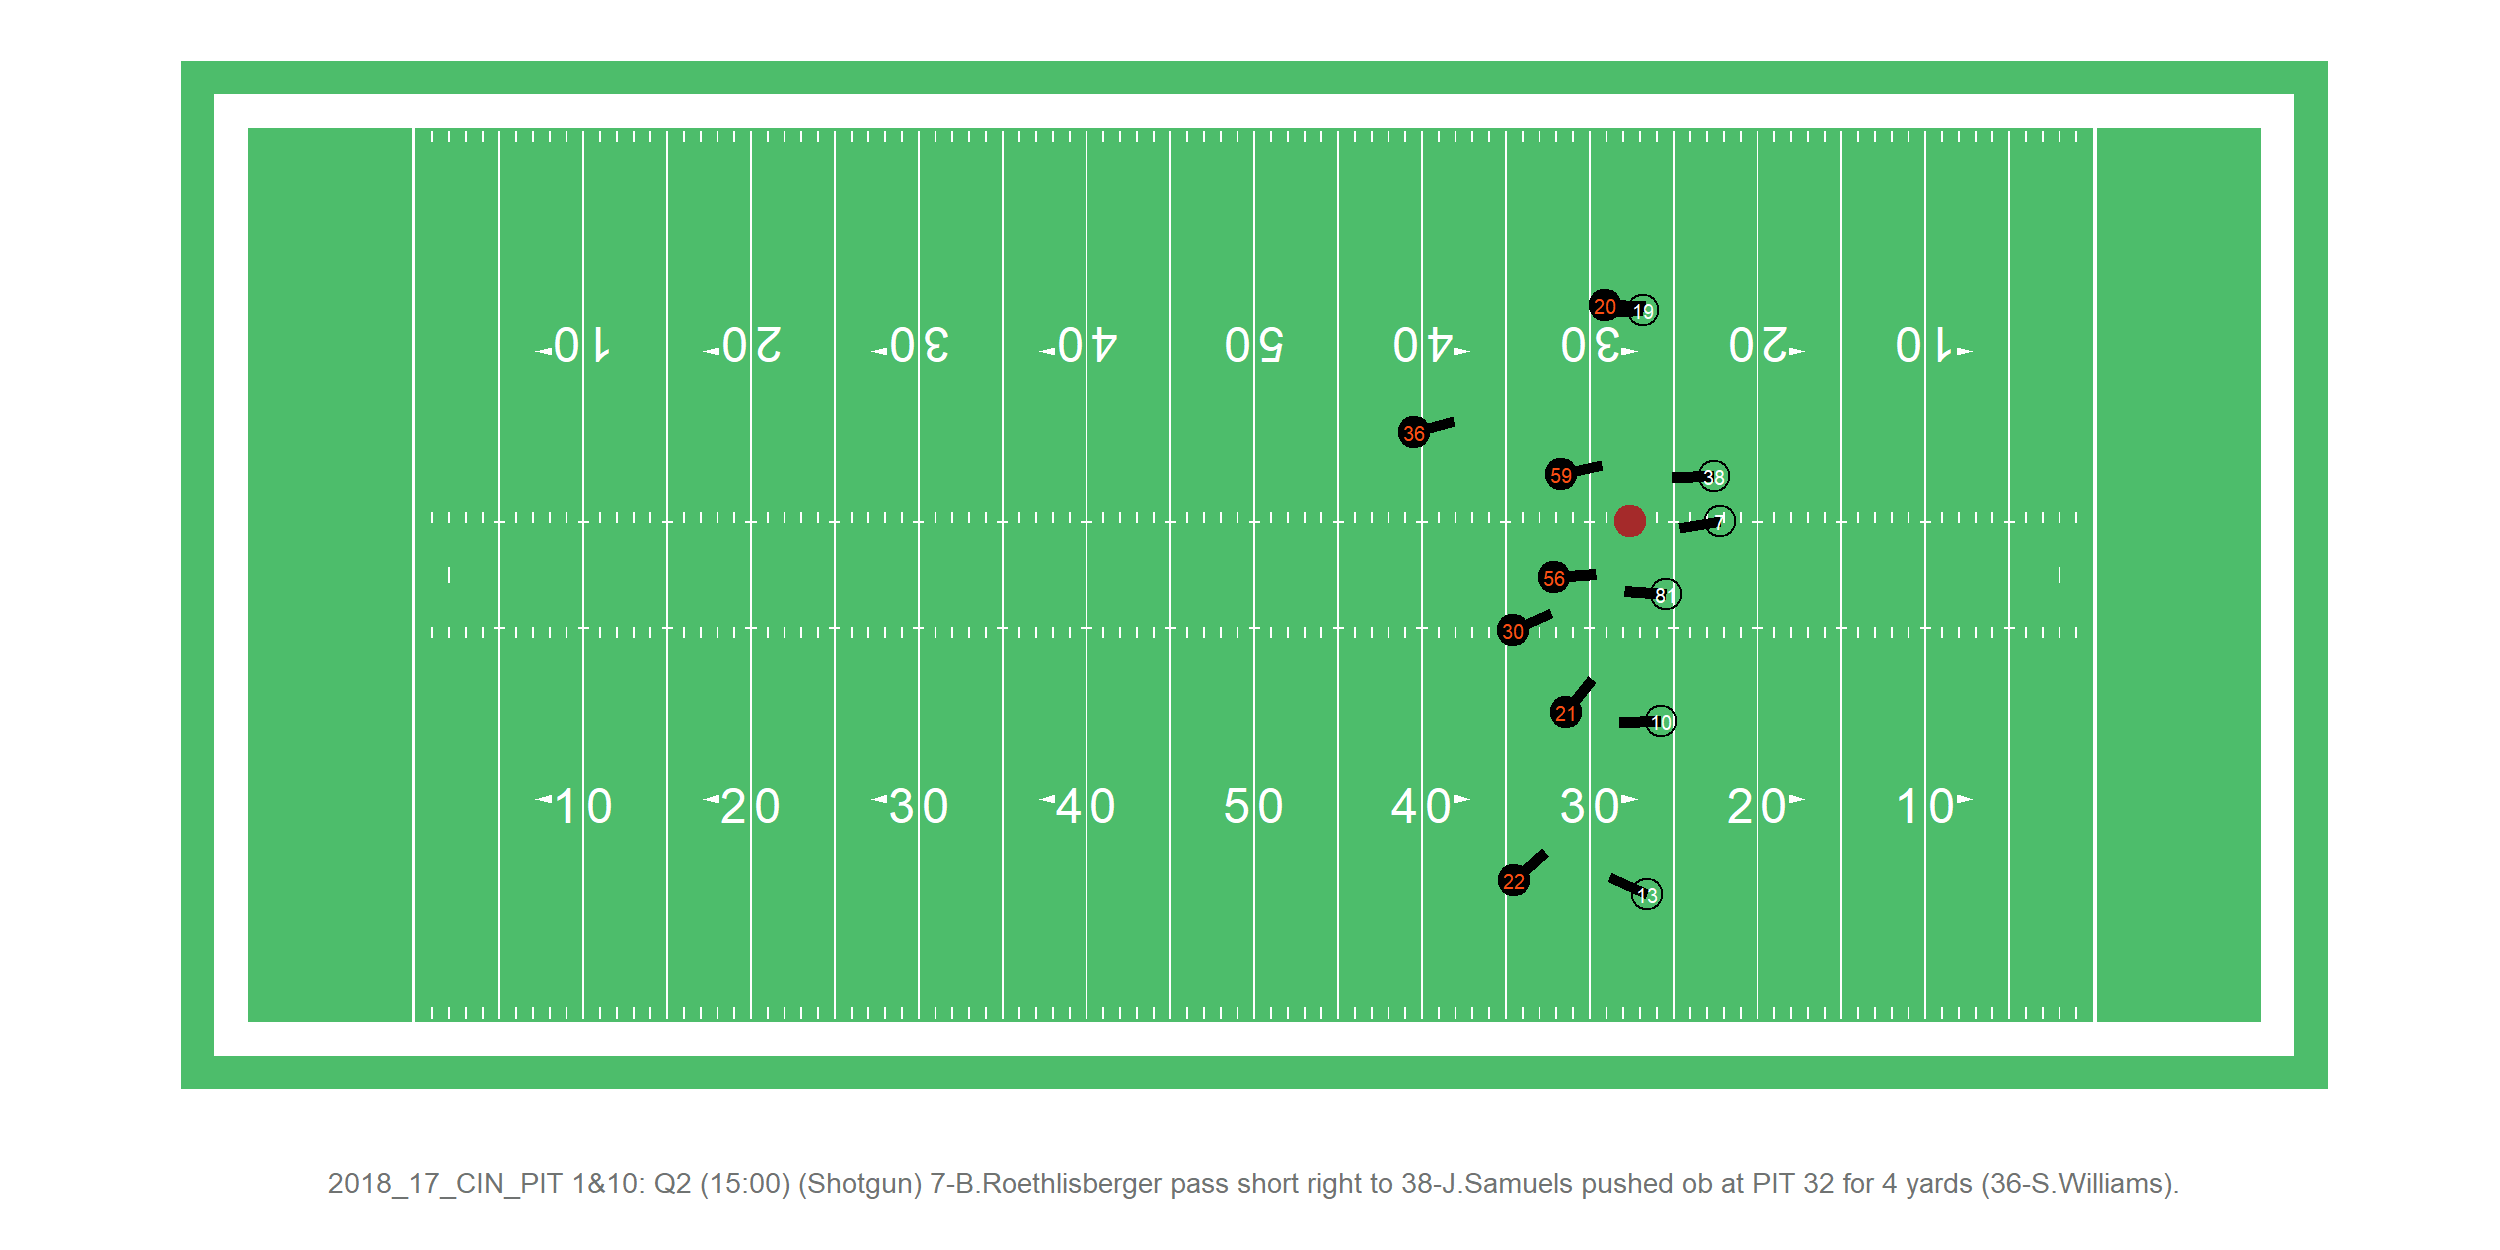 20 19
10 20 30 40 50 40 30 20 10
36
59 38
7
56 81
30
21 10
10 20 30 40 50 40 30 20 10
22 13
2018_17_CIN_PIT 1&10: Q2 (15:00) (Shotgun) 7-B.Roethlisberger pass short right to 38-J.Samuels pushed ob at PIT 32 for 4 yards (36-S.Williams).